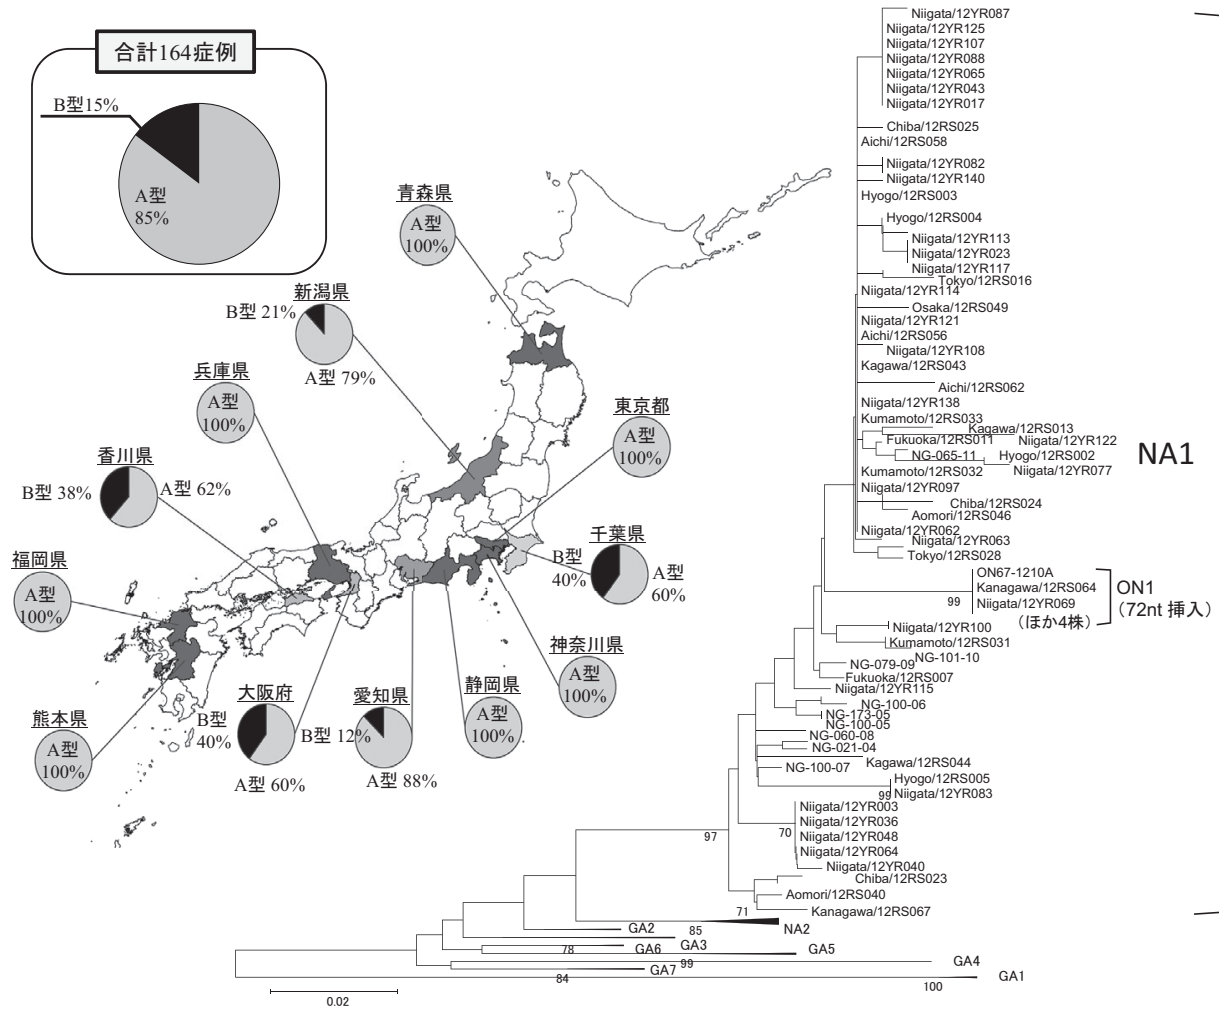 合計164症例
B型15%
A型
85%
青森県
A型
100%
新潟県
B型 21%
A型 79%
兵庫県
A型
100%
東京都
A型
100%
香川県
B型 38%
A型 62%
千葉県
B型
40%
A型
60%
福岡県
A型
100%
神奈川県
A型
100%
静岡県
A型
100%
愛知県
B型 12%
A型 88%
大阪府
B型
40%
A型 60%
熊本県
A型
100%
Niigata/12YR087
Niigata/12YR125
Niigata/12YR107
Niigata/12YR088
Niigata/12YR065
Niigata/12YR043
Niigata/12YR017
Chiba/12RS025
Aichi/12RS058
Niigata/12YR082
Niigata/12YR140
Hyogo/12RS003
Hyogo/12RS004
Niigata/12YR113
Niigata/12YR023
Niigata/12YR117
Tokyo/12RS016
Niigata/12YR114
Osaka/12RS049
Niigata/12YR121
Aichi/12RS056
Niigata/12YR108
Kagawa/12RS043
Aichi/12RS062
Niigata/12YR138
Kumamoto/12RS033
Kagawa/12RS013
Fukuoka/12RS011
Niigata/12YR122
NG-065-11
Hyogo/12RS002
Kumamoto/12RS032
Niigata/12YR077
Niigata/12YR097
Chiba/12RS024
Aomori/12RS046
Niigata/12YR062
Niigata/12YR063
Tokyo/12RS028
NA1
ON67-1210A
Kanagawa/12RS064
99
Niigata/12YR069
(ほか4株)
ON1
(72nt 挿入)
Niigata/12YR100
Kumamoto/12RS031
NG-101-10
NG-079-09
Fukuoka/12RS007
Niigata/12YR115
NG-100-06
NG-173-05
NG-100-05
NG-060-08
NG-021-04
Kagawa/12RS044
NG-100-07
Hyogo/12RS005
99
Niigata/12YR083
Niigata/12YR003
Niigata/12YR036
97
70
Niigata/12YR048
Niigata/12YR064
Niigata/12YR040
Chiba/12RS023
Aomori/12RS040
71
Kanagawa/12RS067
NA2
GA2
85
GA3
78
GA6
GA5
99
GA4
GA7
84
GA1
100
0.02